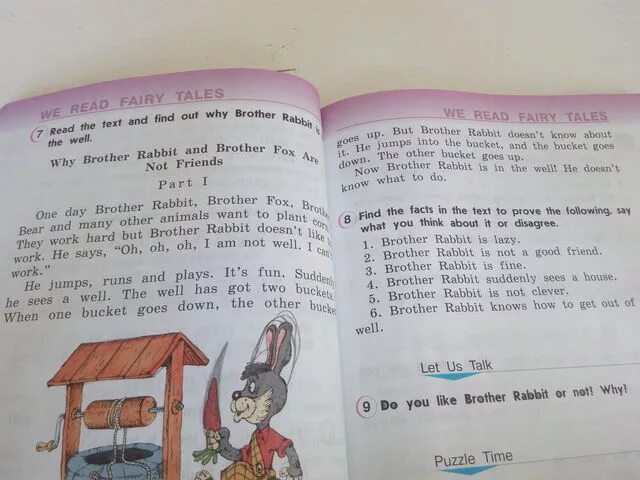 WE READ FAIRY TALES
7 Read the text and find out why Brother Rabbit is
the well.
Why Brother Rabbit and Brother Fox Are
Not Friends
Part I
One day Brother Rabbit, Brother Fox, Brother
Bear and many other animals want to plant corn.
They work hard but Brother Rabbit doesn't like to
work. He says, "Oh, oh, oh, I am not well. I can't
work."
He jumps, runs and plays. It's fun. Suddenly
he sees a well. The well has got two buckets.
When one bucket goes down, the other bucket
WE READ FAIRY TALES
goes up. But Brother Rabbit doesn't know about
it. He jumps into the bucket, and the bucket goes
down. The other bucket goes up.
Now Brother Rabbit is in the well! He doesn't
know what to do.
8 Find the facts in the text to prove the following, say
what you think about it or disagree.
1. Brother Rabbit is lazy.
2. Brother Rabbit is not a good friend.
3. Brother Rabbit is fine.
4. Brother Rabbit suddenly sees a house.
5. Brother Rabbit is not clever.
6. Brother Rabbit knows how to get out of
well.
Let Us Talk
9 Do you like Brother Rabbit or not? Why?
Puzzle Time